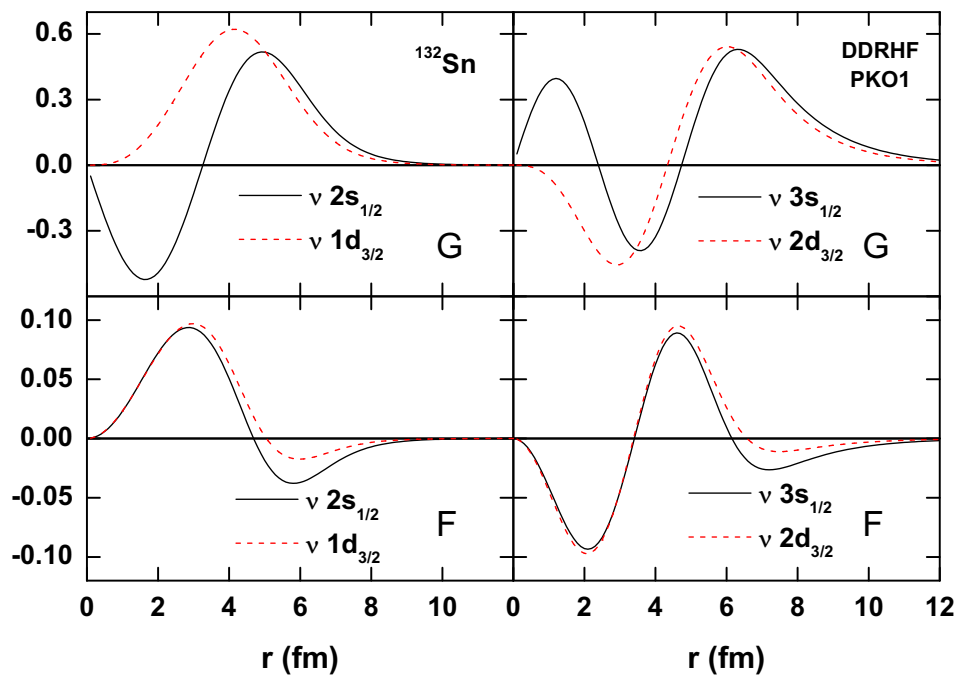 0.6
0.3
0.0
-0.3
¹³²Sn
ν 2s1/2
ν 1d3/2
G
DDRHF
PKO1
ν 3s1/2
ν 2d3/2
G
0.10
0.05
0.00
-0.05
-0.10
ν 2s1/2
ν 1d3/2
F
ν 3s1/2
ν 2d3/2
F
0 2 4 6 8 10 0 2 4 6 8 10 12
r (fm) r (fm)